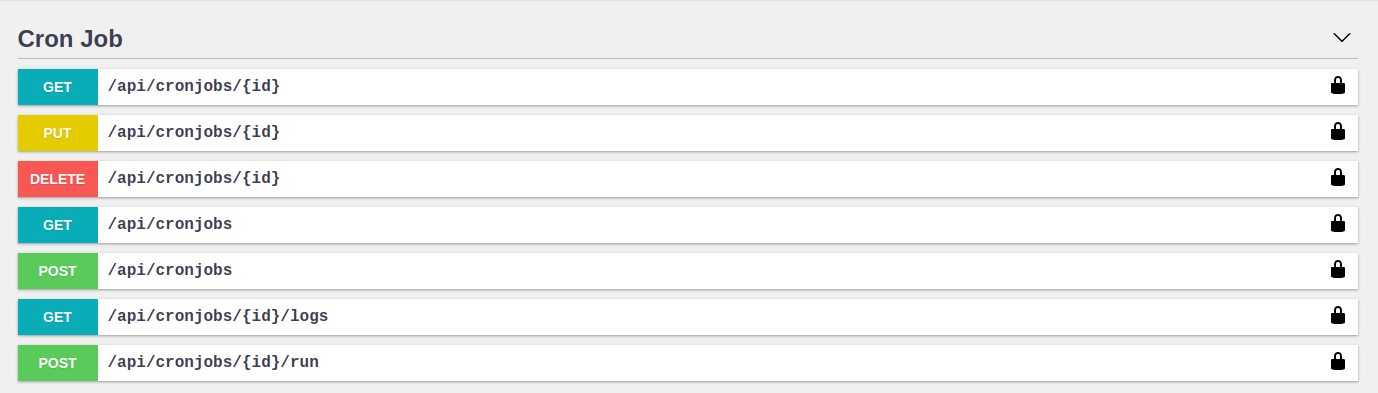 Cron Job
GET /api/cronjobs/{id}
PUT /api/cronjobs/{id}
DELETE /api/cronjobs/{id}
GET /api/cronjobs
POST /api/cronjobs
GET /api/cronjobs/{id}/logs
POST /api/cronjobs/{id}/run